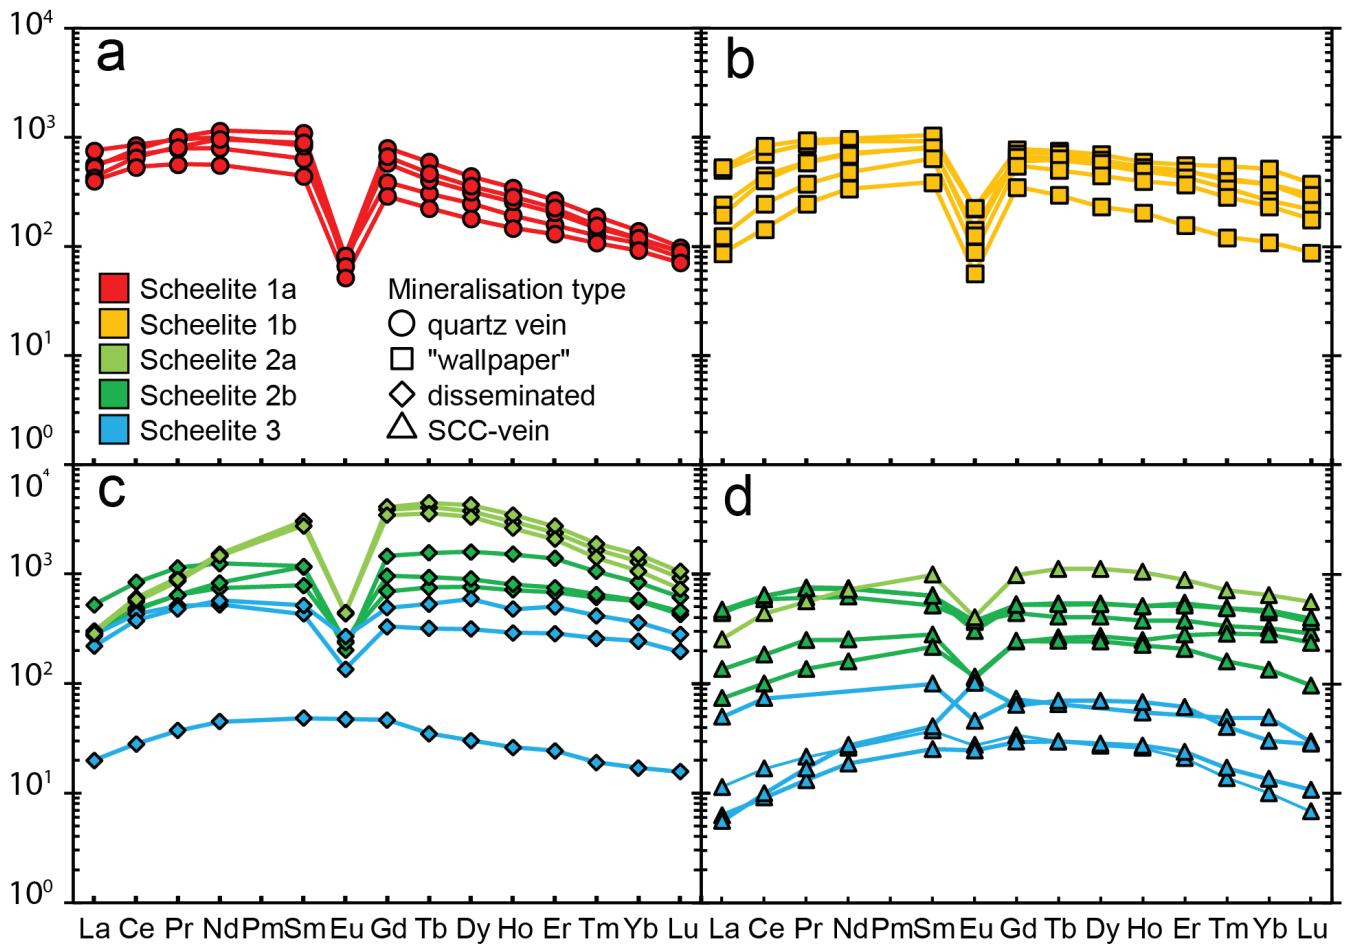 10⁴
a
b
10³
10²
Scheelite 1a
Mineralisation type
Scheelite 1b
quartz vein
10¹
Scheelite 2a
"wallpaper"
Scheelite 2b
disseminated
10⁰
Scheelite 3
SCC-vein
10⁴
c
d
10³
10²
10¹
10⁰
La Ce Pr Nd Pm Sm Eu Gd Tb Dy Ho Er Tm Yb Lu
La Ce Pr Nd Pm Sm Eu Gd Tb Dy Ho Er Tm Yb Lu